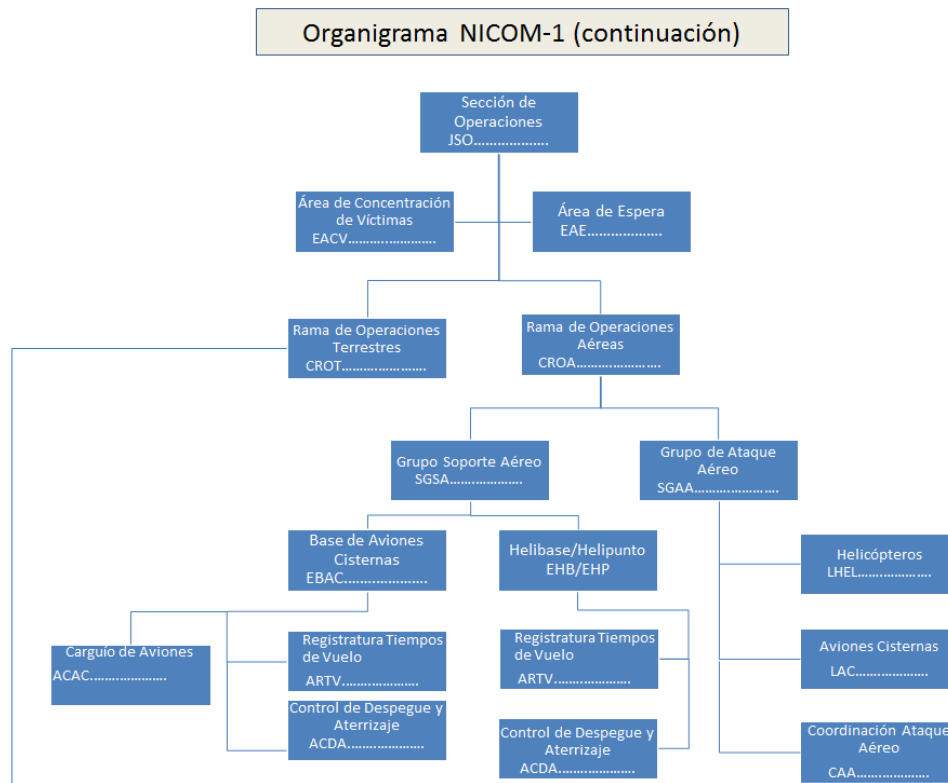 Organigrama NICOM-1 (continuación)
Sección de
Operaciones
JSO……………….
Área de Concentración
de Víctimas
EACV………..………….
Área de Espera
EAE……………….
Rama de Operaciones
Terrestres
CROT……..………….
Rama de Operaciones
Aéreas
CROA……..………….
Grupo Soporte Aéreo
SGSA…….………….
Grupo de Ataque
Aéreo
SGAA……..………….
Base de Aviones
Cisternas
EBAC…….………….
Helibase/Helipunto
EHB/EHP
Helicópteros
LHEL…….………….
Carguío de Aviones
ACAC…….………….
Registratura Tiempos
de Vuelo
ARTV…….………….
Registratura Tiempos
de Vuelo
ARTV…….………….
Aviones Cisternas
LAC…….………….
Control de Despegue y
Aterrizaje
ACDA…….………….
Control de Despegue y
Aterrizaje
ACDA…….………….
Coordinación Ataque
Aéreo
CAA…….………….